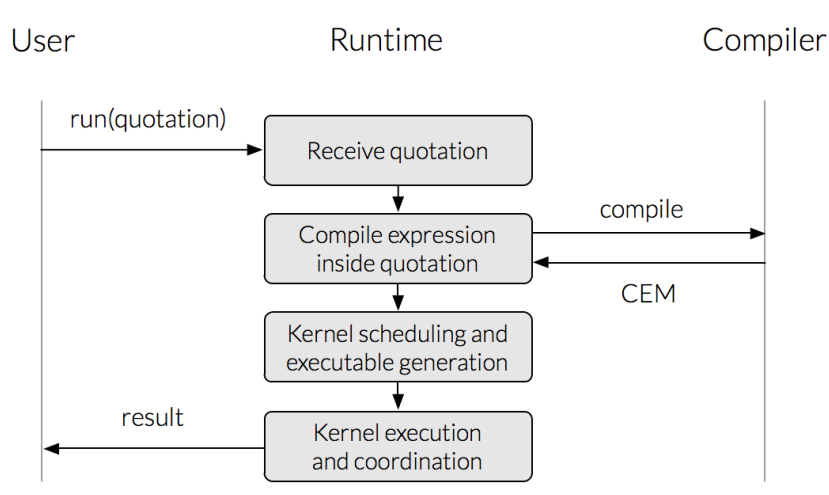 User
Runtime
Compiler
run(quotation)
Receive quotation
compile
Compile expression
inside quotation
CEM
Kernel scheduling and
executable generation
result
Kernel execution
and coordination